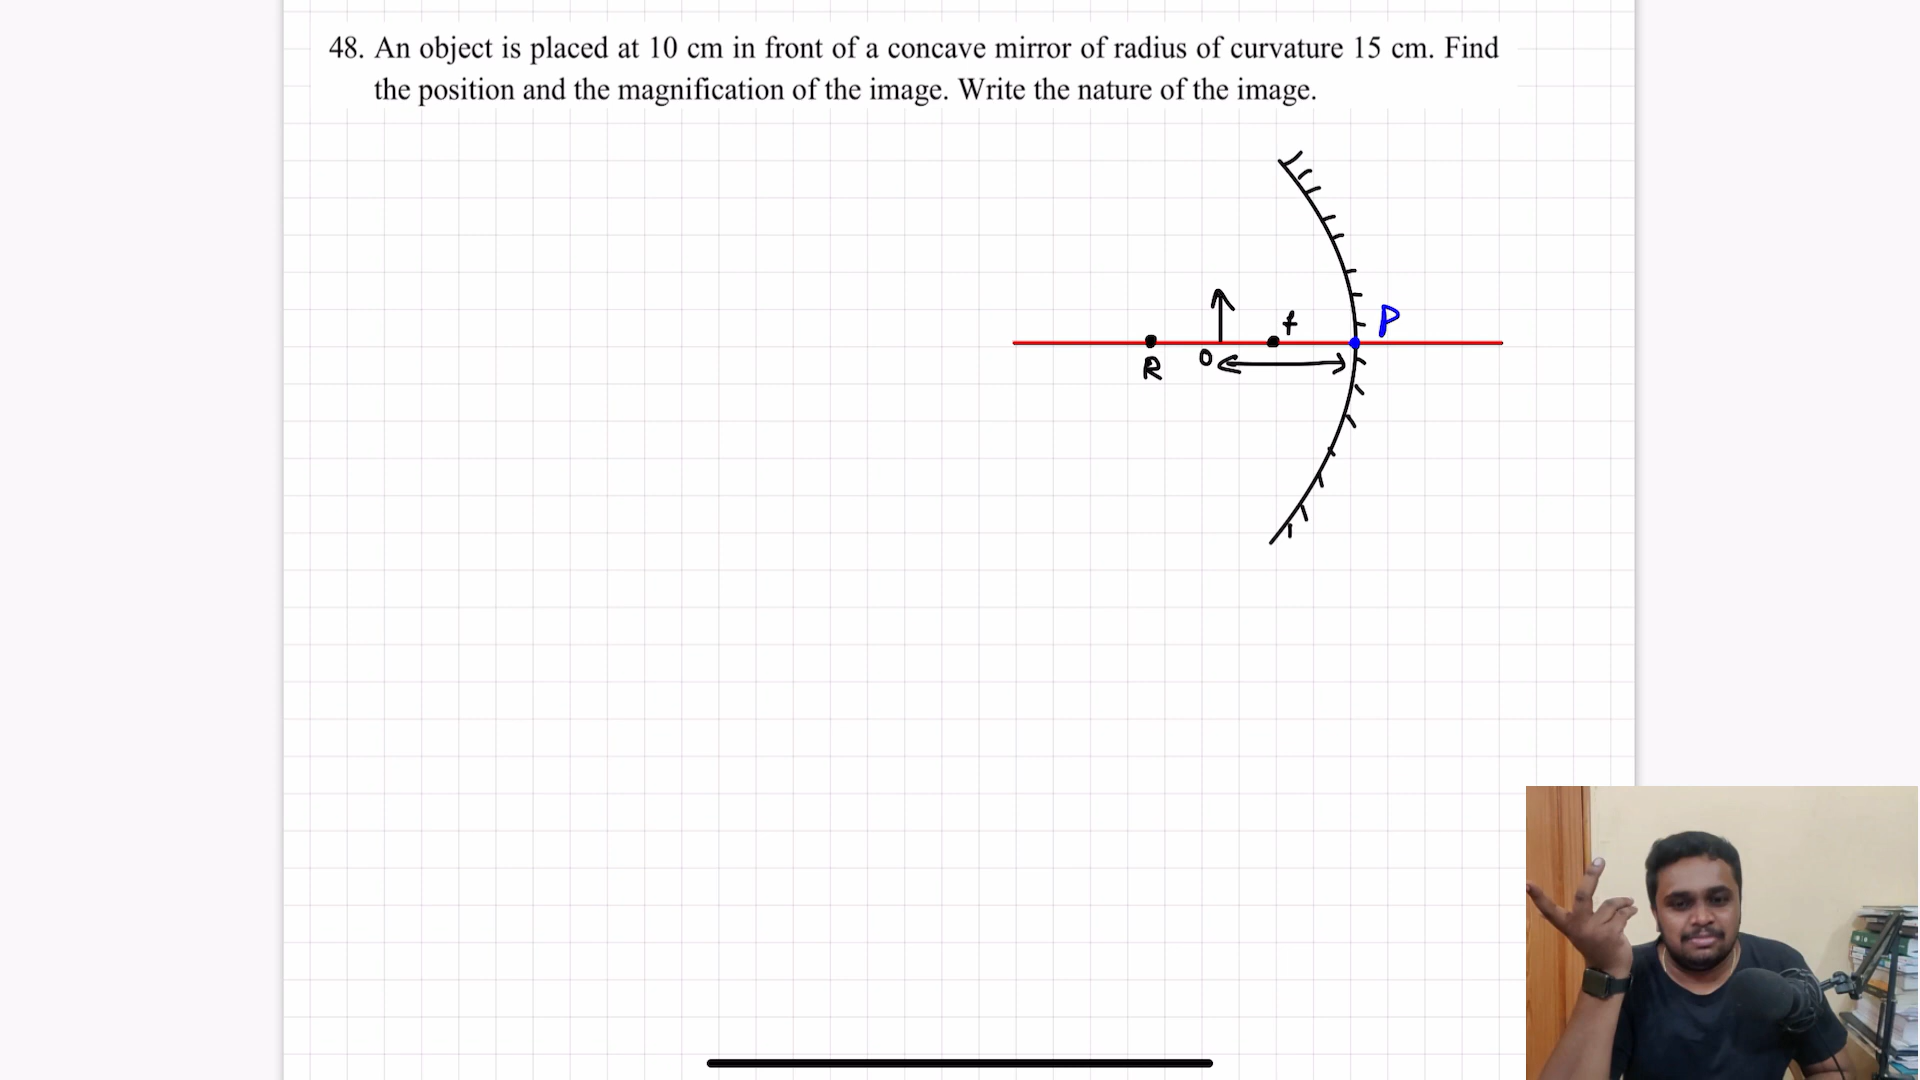 48. An object is placed at 10 cm in front of a concave mirror of radius of curvature 15 cm. Find
the position and the magnification of the image. Write the nature of the image.
P
f
R
O